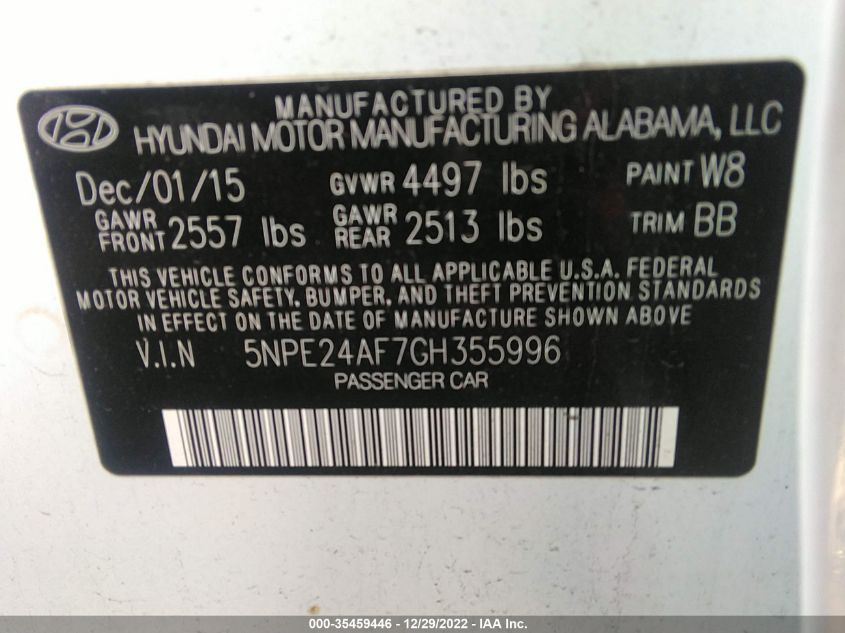 MANUFACTURED BY
HYUNDAI MOTOR MANUFACTURING ALABAMA, LLC
Dec/01/15 GVWR 4497 lbs PAINT W8
GAWR FRONT 2557 lbs GAWR REAR 2513 lbs TRIM BB
THIS VEHICLE CONFORMS TO ALL APPLICABLE U.S.A. FEDERAL
MOTOR VEHICLE SAFETY, BUMPER, AND THEFT PREVENTION STANDARDS
IN EFFECT ON THE DATE OF MANUFACTURE SHOWN ABOVE
V.I.N 5NPE24AF7GH355996
PASSENGER CAR
000-35459446 - 12/29/2022 - IAA Inc.